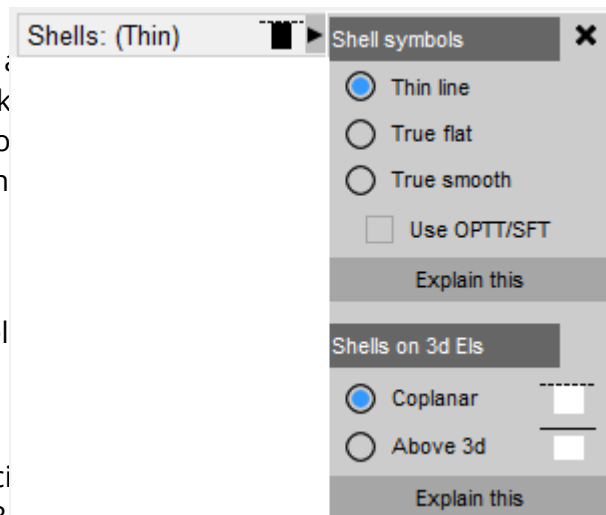 Shells: (Thin)
Shell symbols
Thin line
True flat
True smooth
Use OPTT/SFT
Explain this
Shells on 3d Els
Coplanar
Above 3d
Explain this